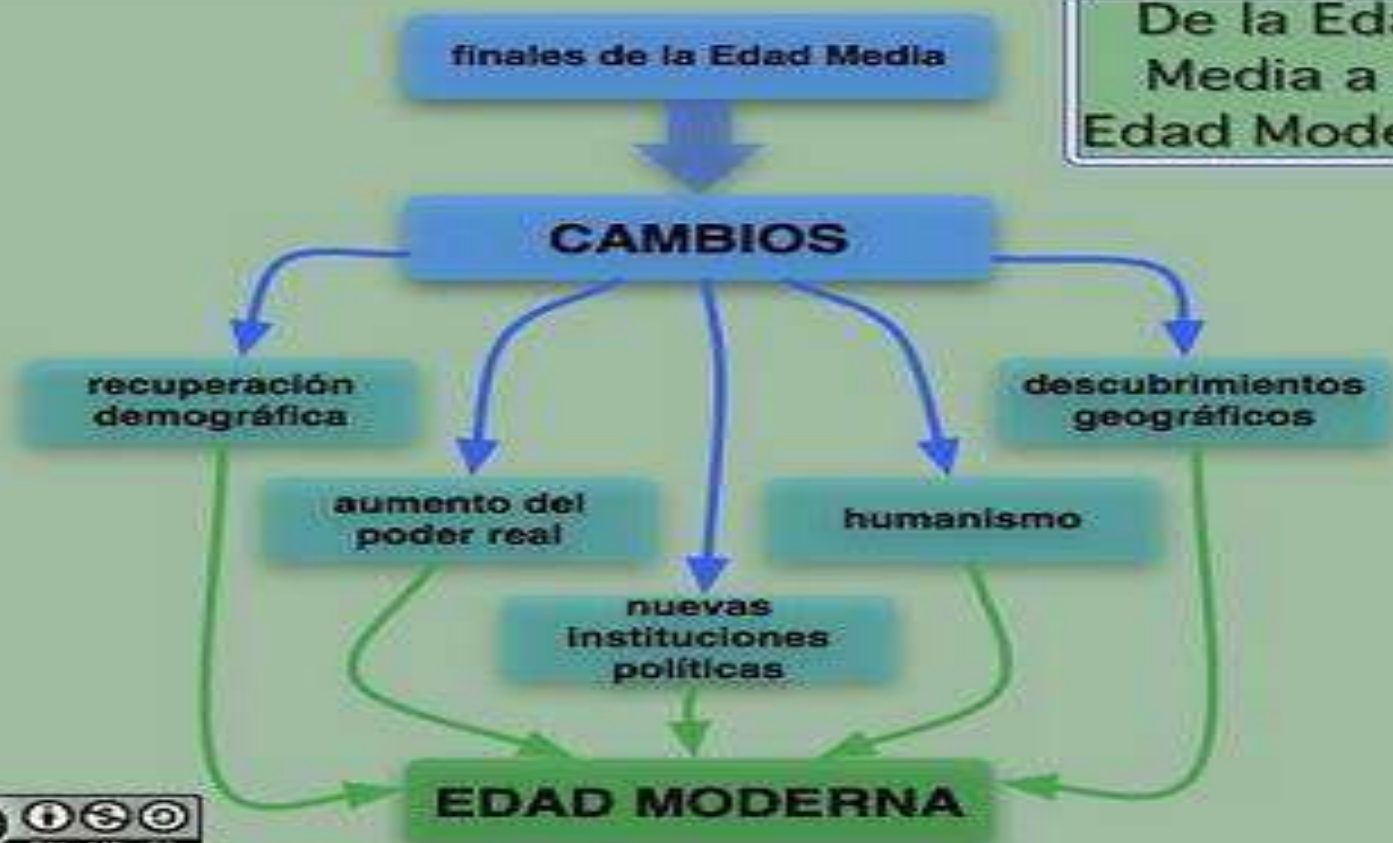 finales de la Edad Media
De la Eda
Media a
Edad Mode
CAMBIOS
recuperación
demográfica
descubrimientos
geográficos
aumento del
poder real
humanismo
nuevas
instituciones
políticas
EDAD MODERNA